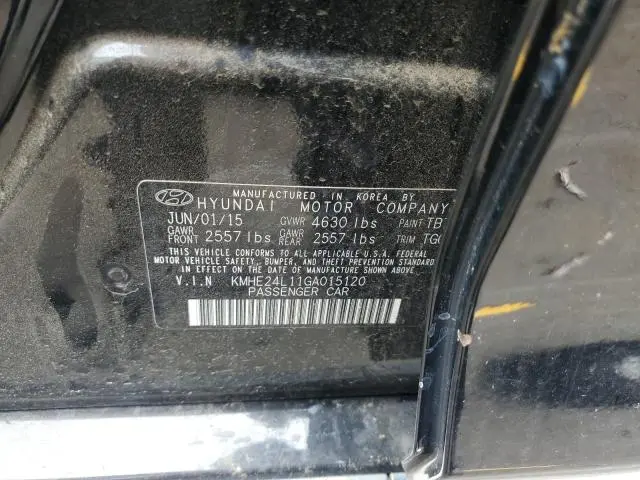 MANUFACTURED IN KOREA BY
HYUNDAI MOTOR COMPANY
JUN/01/15 GVWR 4630 lbs PAINT TB
GAWR FRONT 2557 lbs GAWR REAR 2557 lbs TRIM TG
THIS VEHICLE CONFORMS TO ALL APPLICABLE U.S.A. FEDERAL
MOTOR VEHICLE SAFETY, BUMPER, AND THEFT PREVENTION STANDARDS
IN EFFECT ON THE DATE OF MANUFACTURE SHOWN ABOVE.
V.I.N KMHE24L11GA015120
PASSENGER CAR